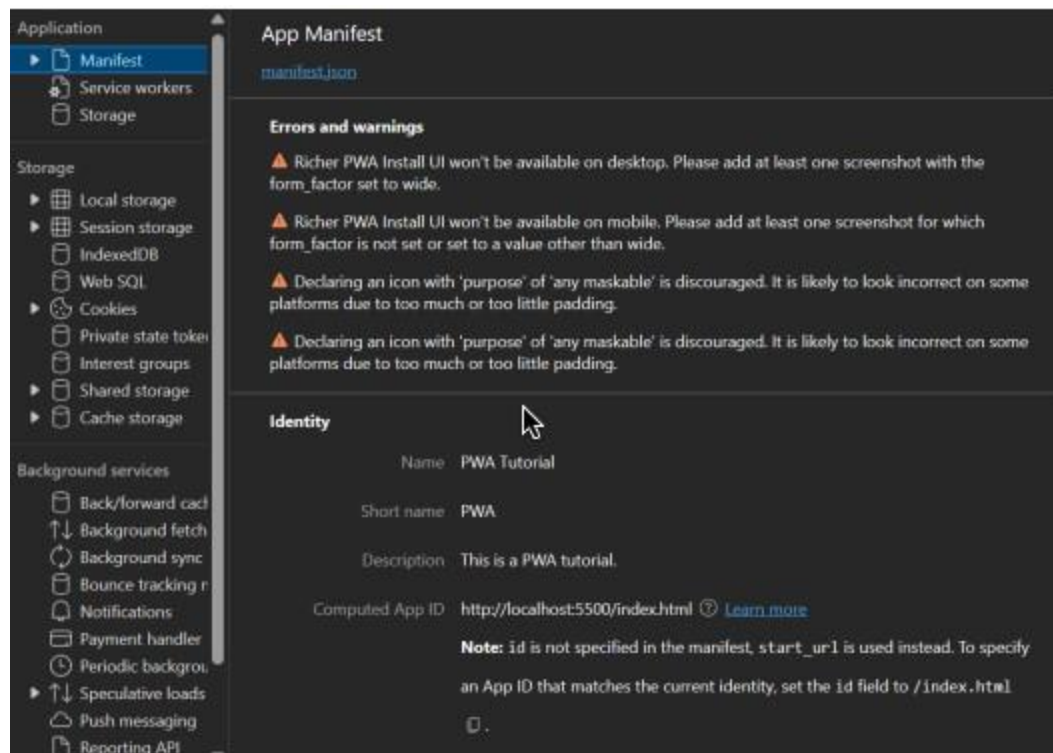 Application
Manifest
Service workers
Storage
Storage
Local storage
Session storage
IndexedDB
Web SQL
Cookies
Private state token
Interest groups
Shared storage
Cache storage
Background services
Back/forward cach
Background fetch
Background sync
Bounce tracking
Notifications
Payment handler
Periodic backgrou
Speculative loads
Push messaging
Reporting API
App Manifest
manifest.json
Errors and warnings
Richer PWA Install UI won't be available on desktop. Please add at least one screenshot with the
form_factor set to wide.
Richer PWA Install UI won't be available on mobile. Please add at least one screenshot for which
form_factor is not set or set to a value other than wide.
Declaring an icon with 'purpose' of 'any maskable' is discouraged. It is likely to look incorrect on some
platforms due to too much or too little padding.
Declaring an icon with 'purpose' of 'any maskable' is discouraged. It is likely to look incorrect on some
platforms due to too much or too little padding.
Identity
Name PWA Tutorial
Short name PWA
Description This is a PWA tutorial.
Computed App ID http://localhost:5500/index.html Learn more
Note: id is not specified in the manifest, start_url is used instead. To specify
an App ID that matches the current identity, set the id field to /index.html
.